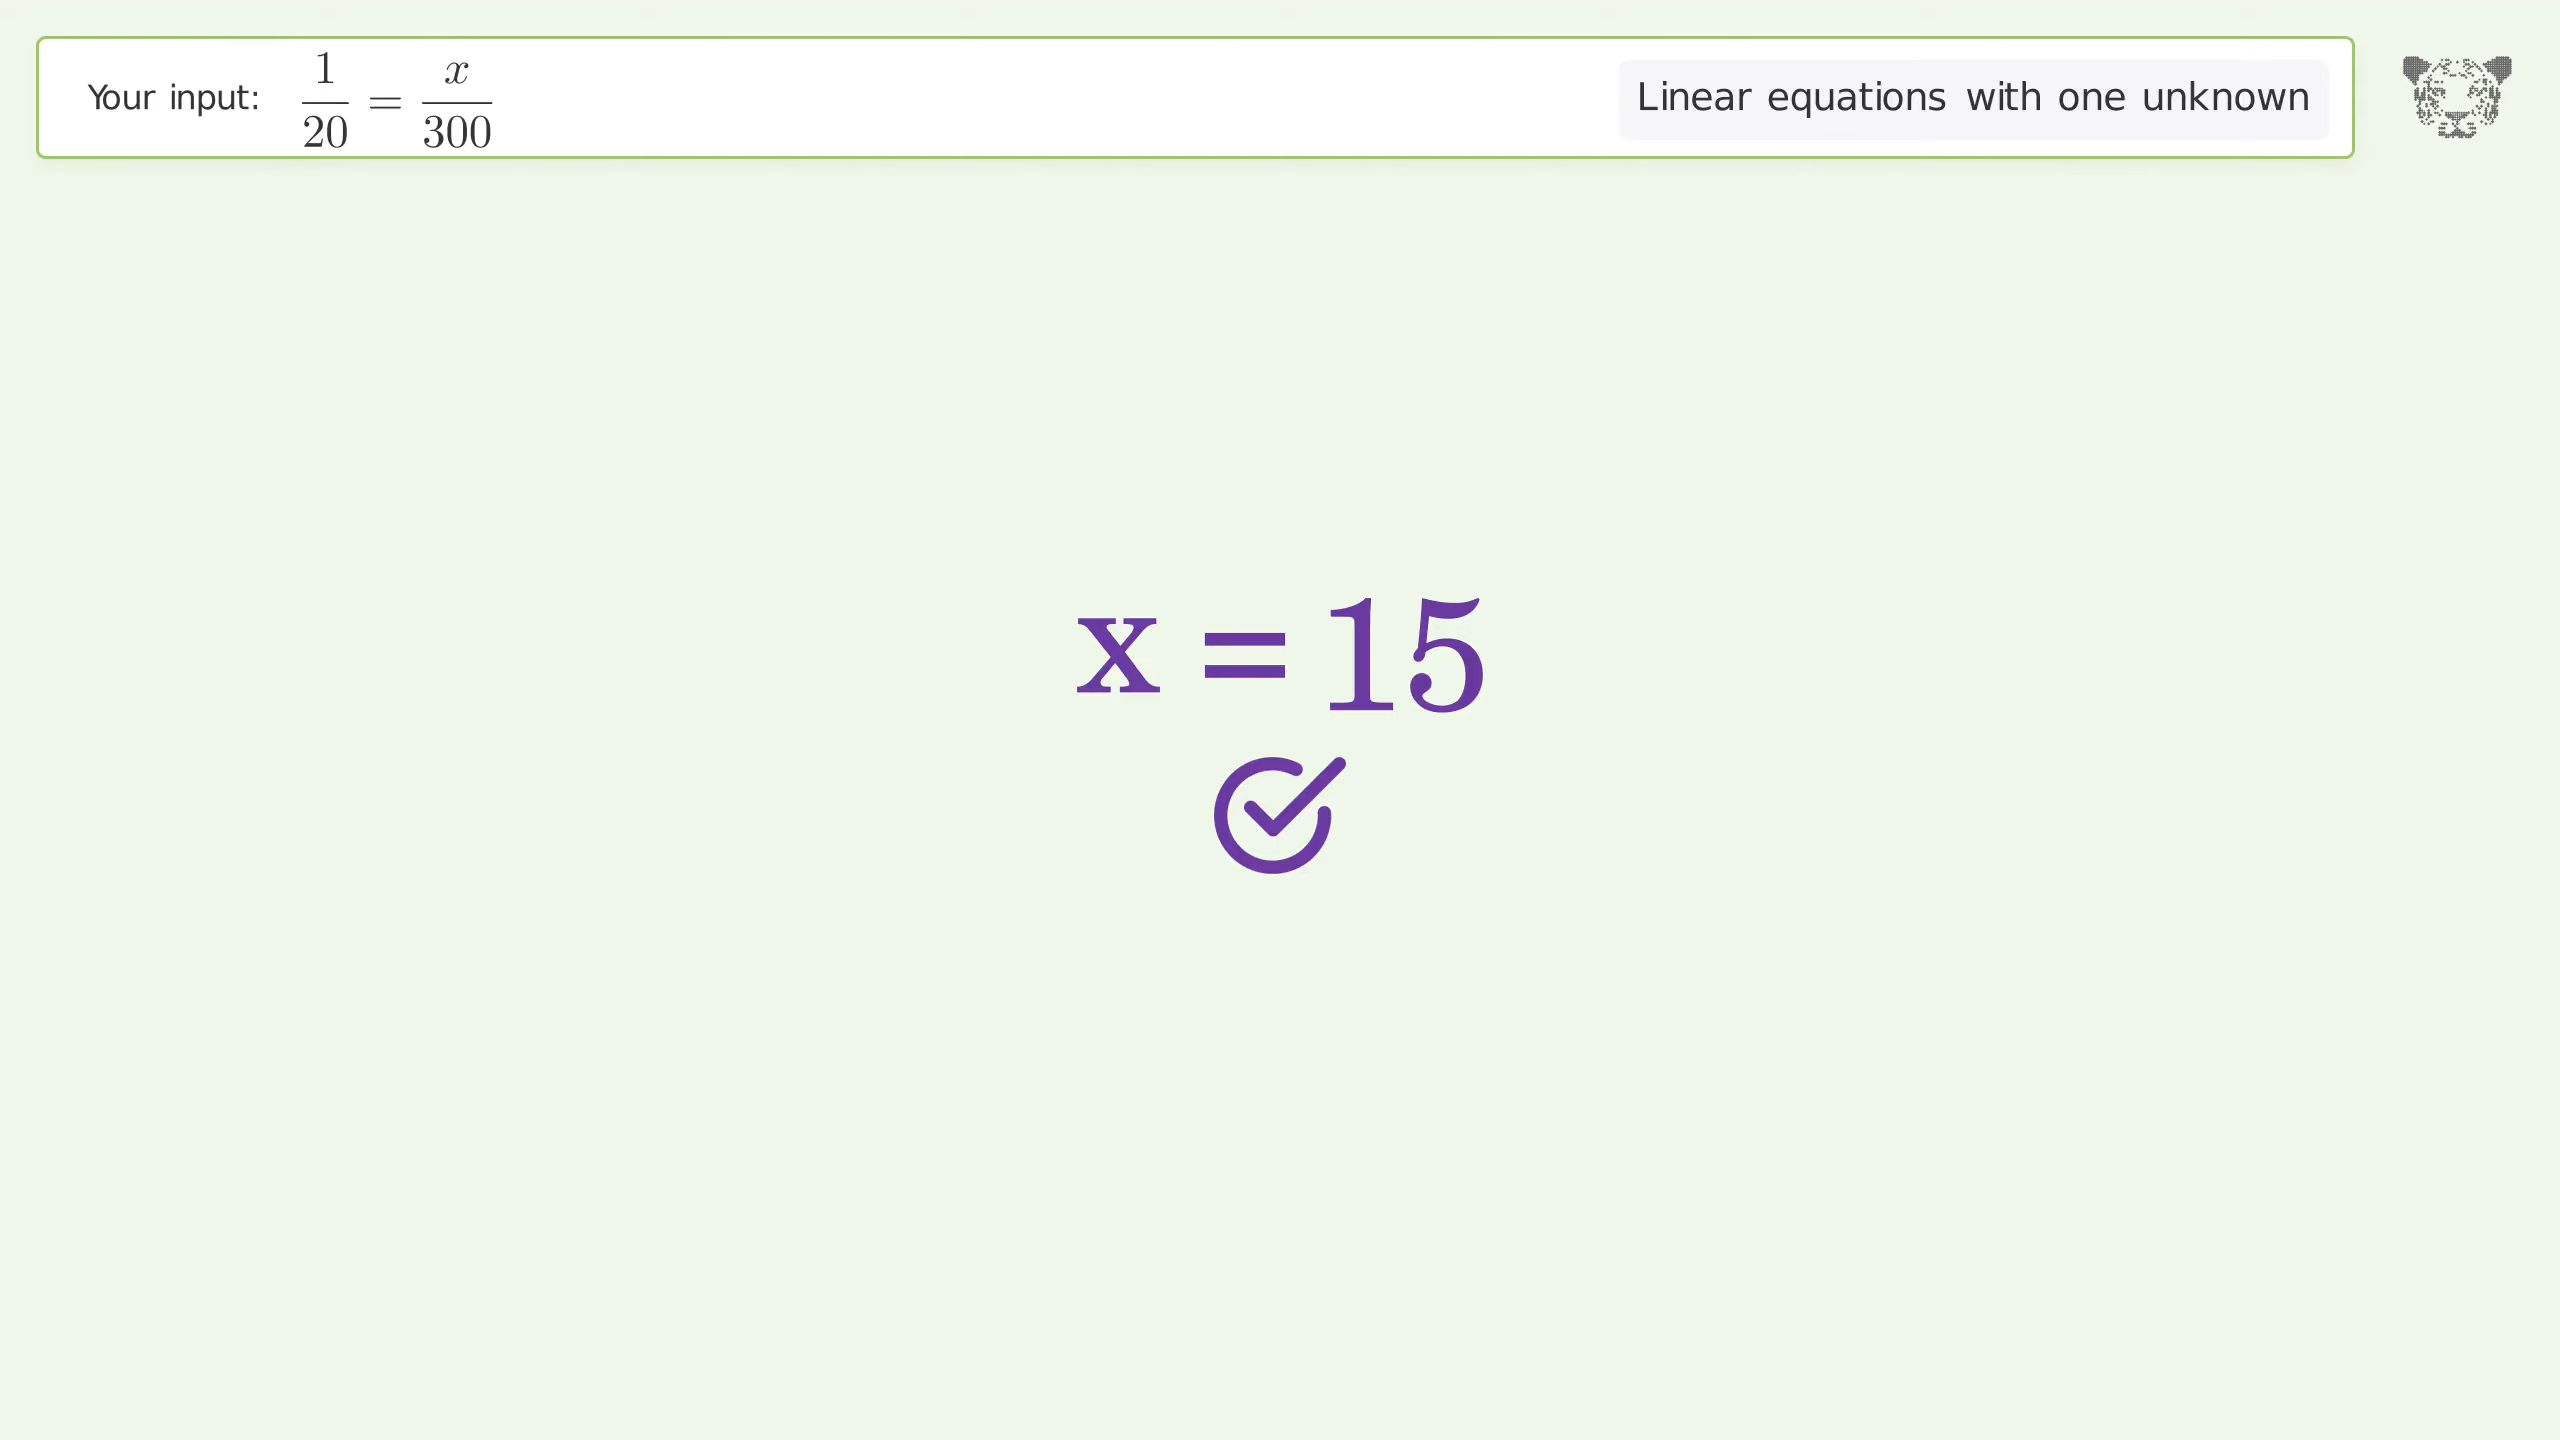 Your input: 1/20 = x/300
Linear equations with one unknown
x = 15